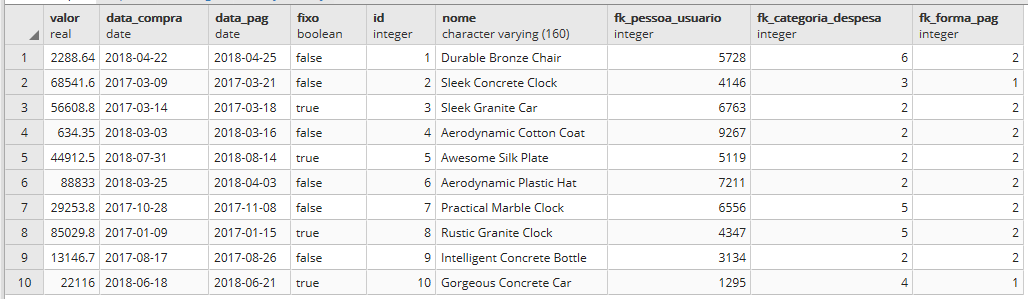 valor data_compra data_pag fixo id nome fk_pessoa_usuario fk_categoria_despesa fk_forma_pag
real date date boolean integer character varying (160) integer integer integer
1 2288.64 2018-04-22 2018-04-25 false 1 Durable Bronze Chair 5728 6 2
2 68541.6 2017-03-09 2017-03-21 false 2 Sleek Concrete Clock 4146 3 1
3 56608.8 2017-03-14 2017-03-18 true 3 Sleek Granite Car 6763 2 2
4 634.35 2018-03-03 2018-03-16 false 4 Aerodynamic Cotton Coat 9267 2 2
5 44912.5 2018-07-31 2018-08-14 true 5 Awesome Silk Plate 5119 2 2
6 88833 2018-03-25 2018-04-03 false 6 Aerodynamic Plastic Hat 7211 2 2
7 29253.8 2017-10-28 2017-11-08 false 7 Practical Marble Clock 6556 5 2
8 85029.8 2017-01-09 2017-01-15 true 8 Rustic Granite Clock 4347 5 2
9 13146.7 2017-08-17 2017-08-26 false 9 Intelligent Concrete Bottle 3134 2 2
10 22116 2018-06-18 2018-06-21 true 10 Gorgeous Concrete Car 1295 4 1